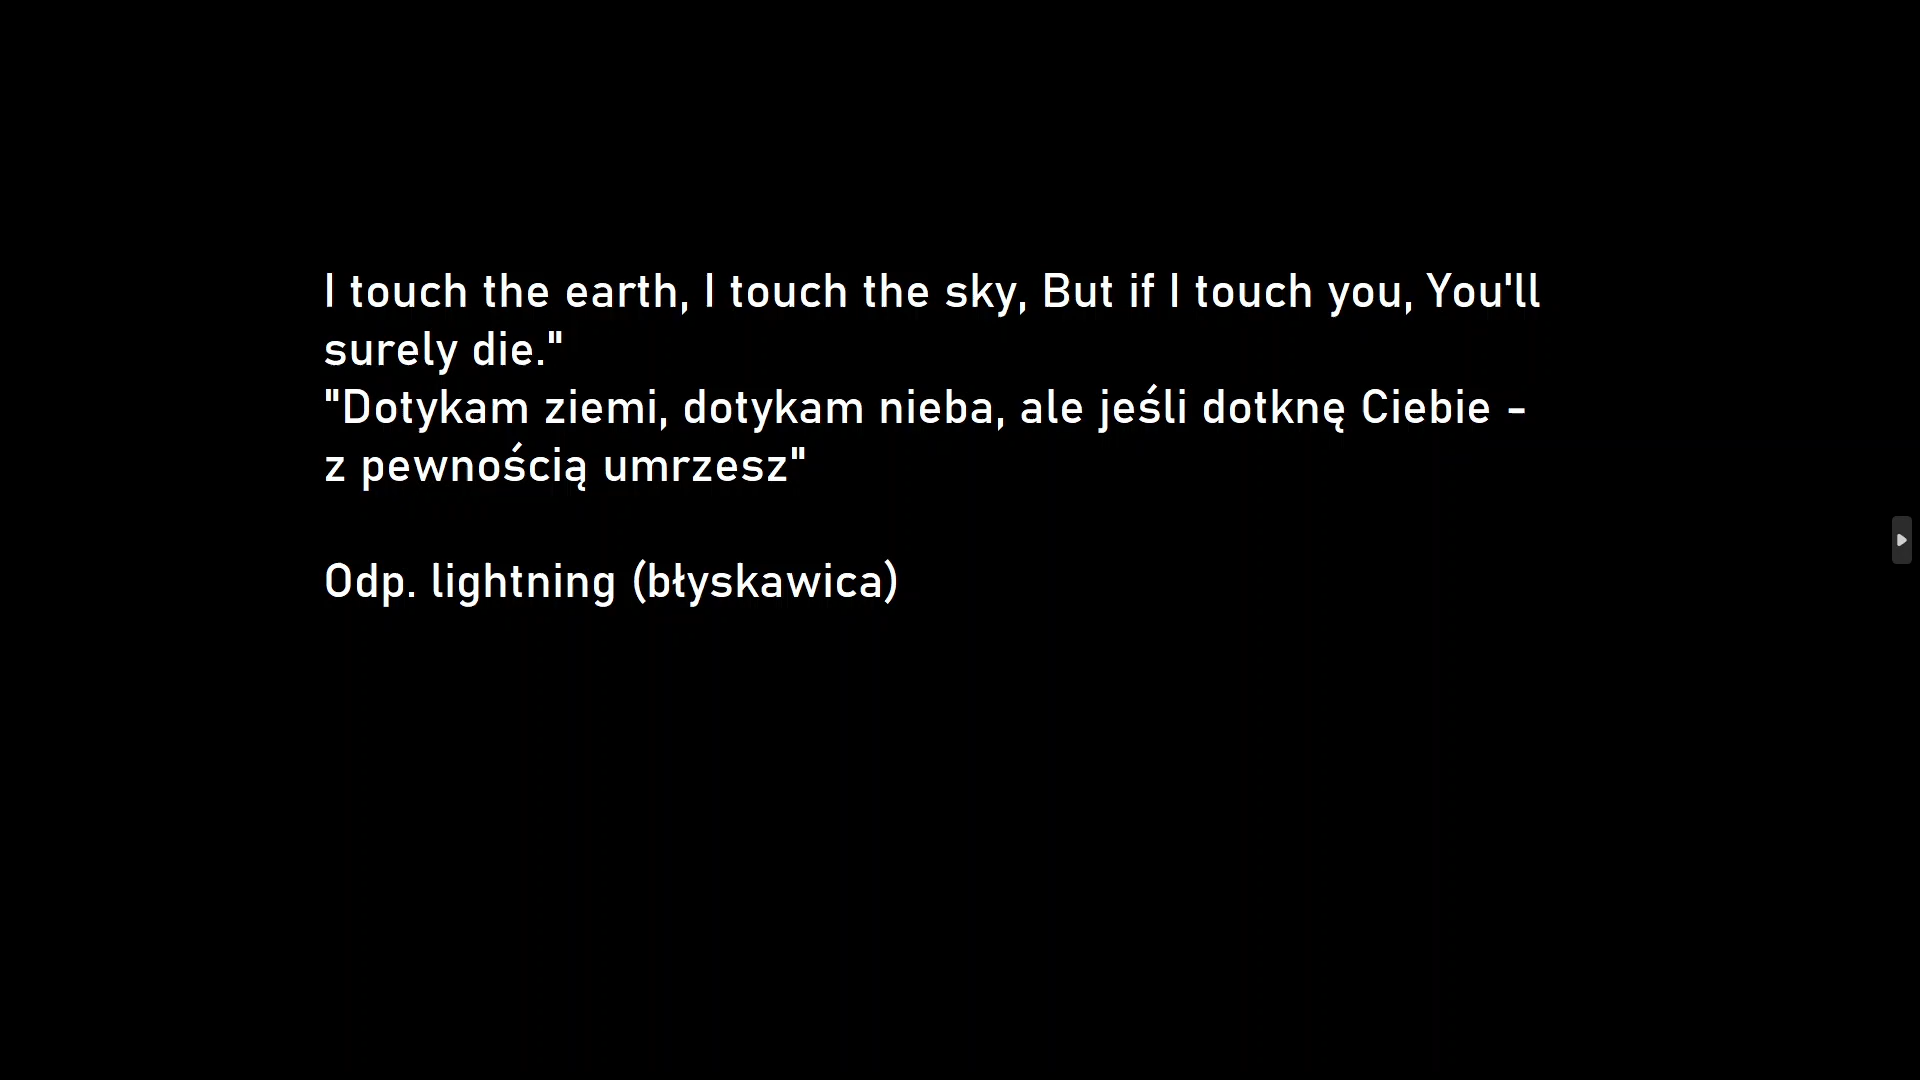 I touch the earth, I touch the sky, But if I touch you, You'll
surely die."
"Dotykam ziemi, dotykam nieba, ale jeśli dotknę Ciebie -
z pewnością umrzesz"
Odp. lightning (błyskawica)